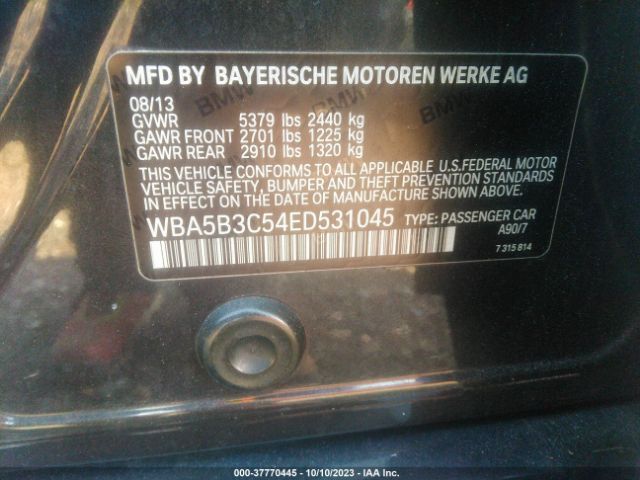 MFD BY BAYERISCHE MOTOREN WERKE AG
08/13
GVWR 5379 lbs 2440 kg
GAWR FRONT 2701 lbs 1225 kg
GAWR REAR 2910 lbs 1320 kg
THIS VEHICLE CONFORMS TO ALL APPLICABLE U.S.FEDERAL MOTOR
VEHICLE SAFETY, BUMPER AND THEFT PREVENTION STANDARDS
IN EFFECT ON THE DATE OF MANUFACTURE SHOWN ABOVE.
WBA5B3C54ED531045 TYPE: PASSENGER CAR
A90/7
7 315 814
000-37770445 - 10/10/2023 - IAA Inc.